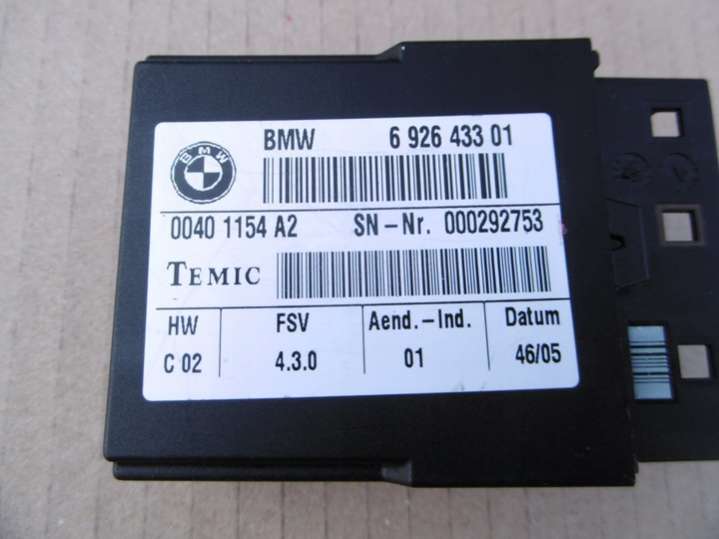 BMW
BMW 6 926 433 01
0040 1154 A2 SN-Nr. 000292753
TEMIC
HW FSV Aend.-Ind. Datum
C 02 4.3.0 01 46/05